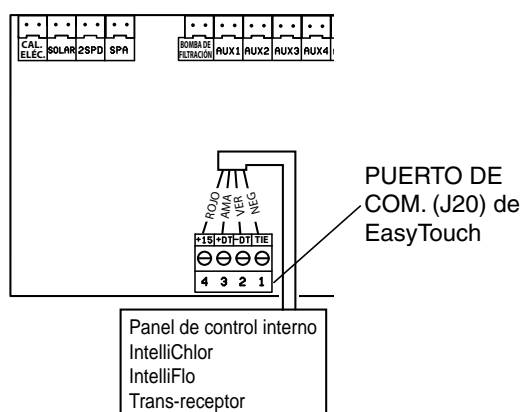 CAL. ELÉC. SOLAR 2SPD SPA BOMBA DE FILTRACIÓN AUX1 AUX2 AUX3 AUX4
ROJO AMA VER NEG
+15 +DT -DT TIE
4 3 2 1
PUERTO DE
COM. (J20) de
EasyTouch
Panel de control interno
IntelliChlor
IntelliFlo
Trans-receptor